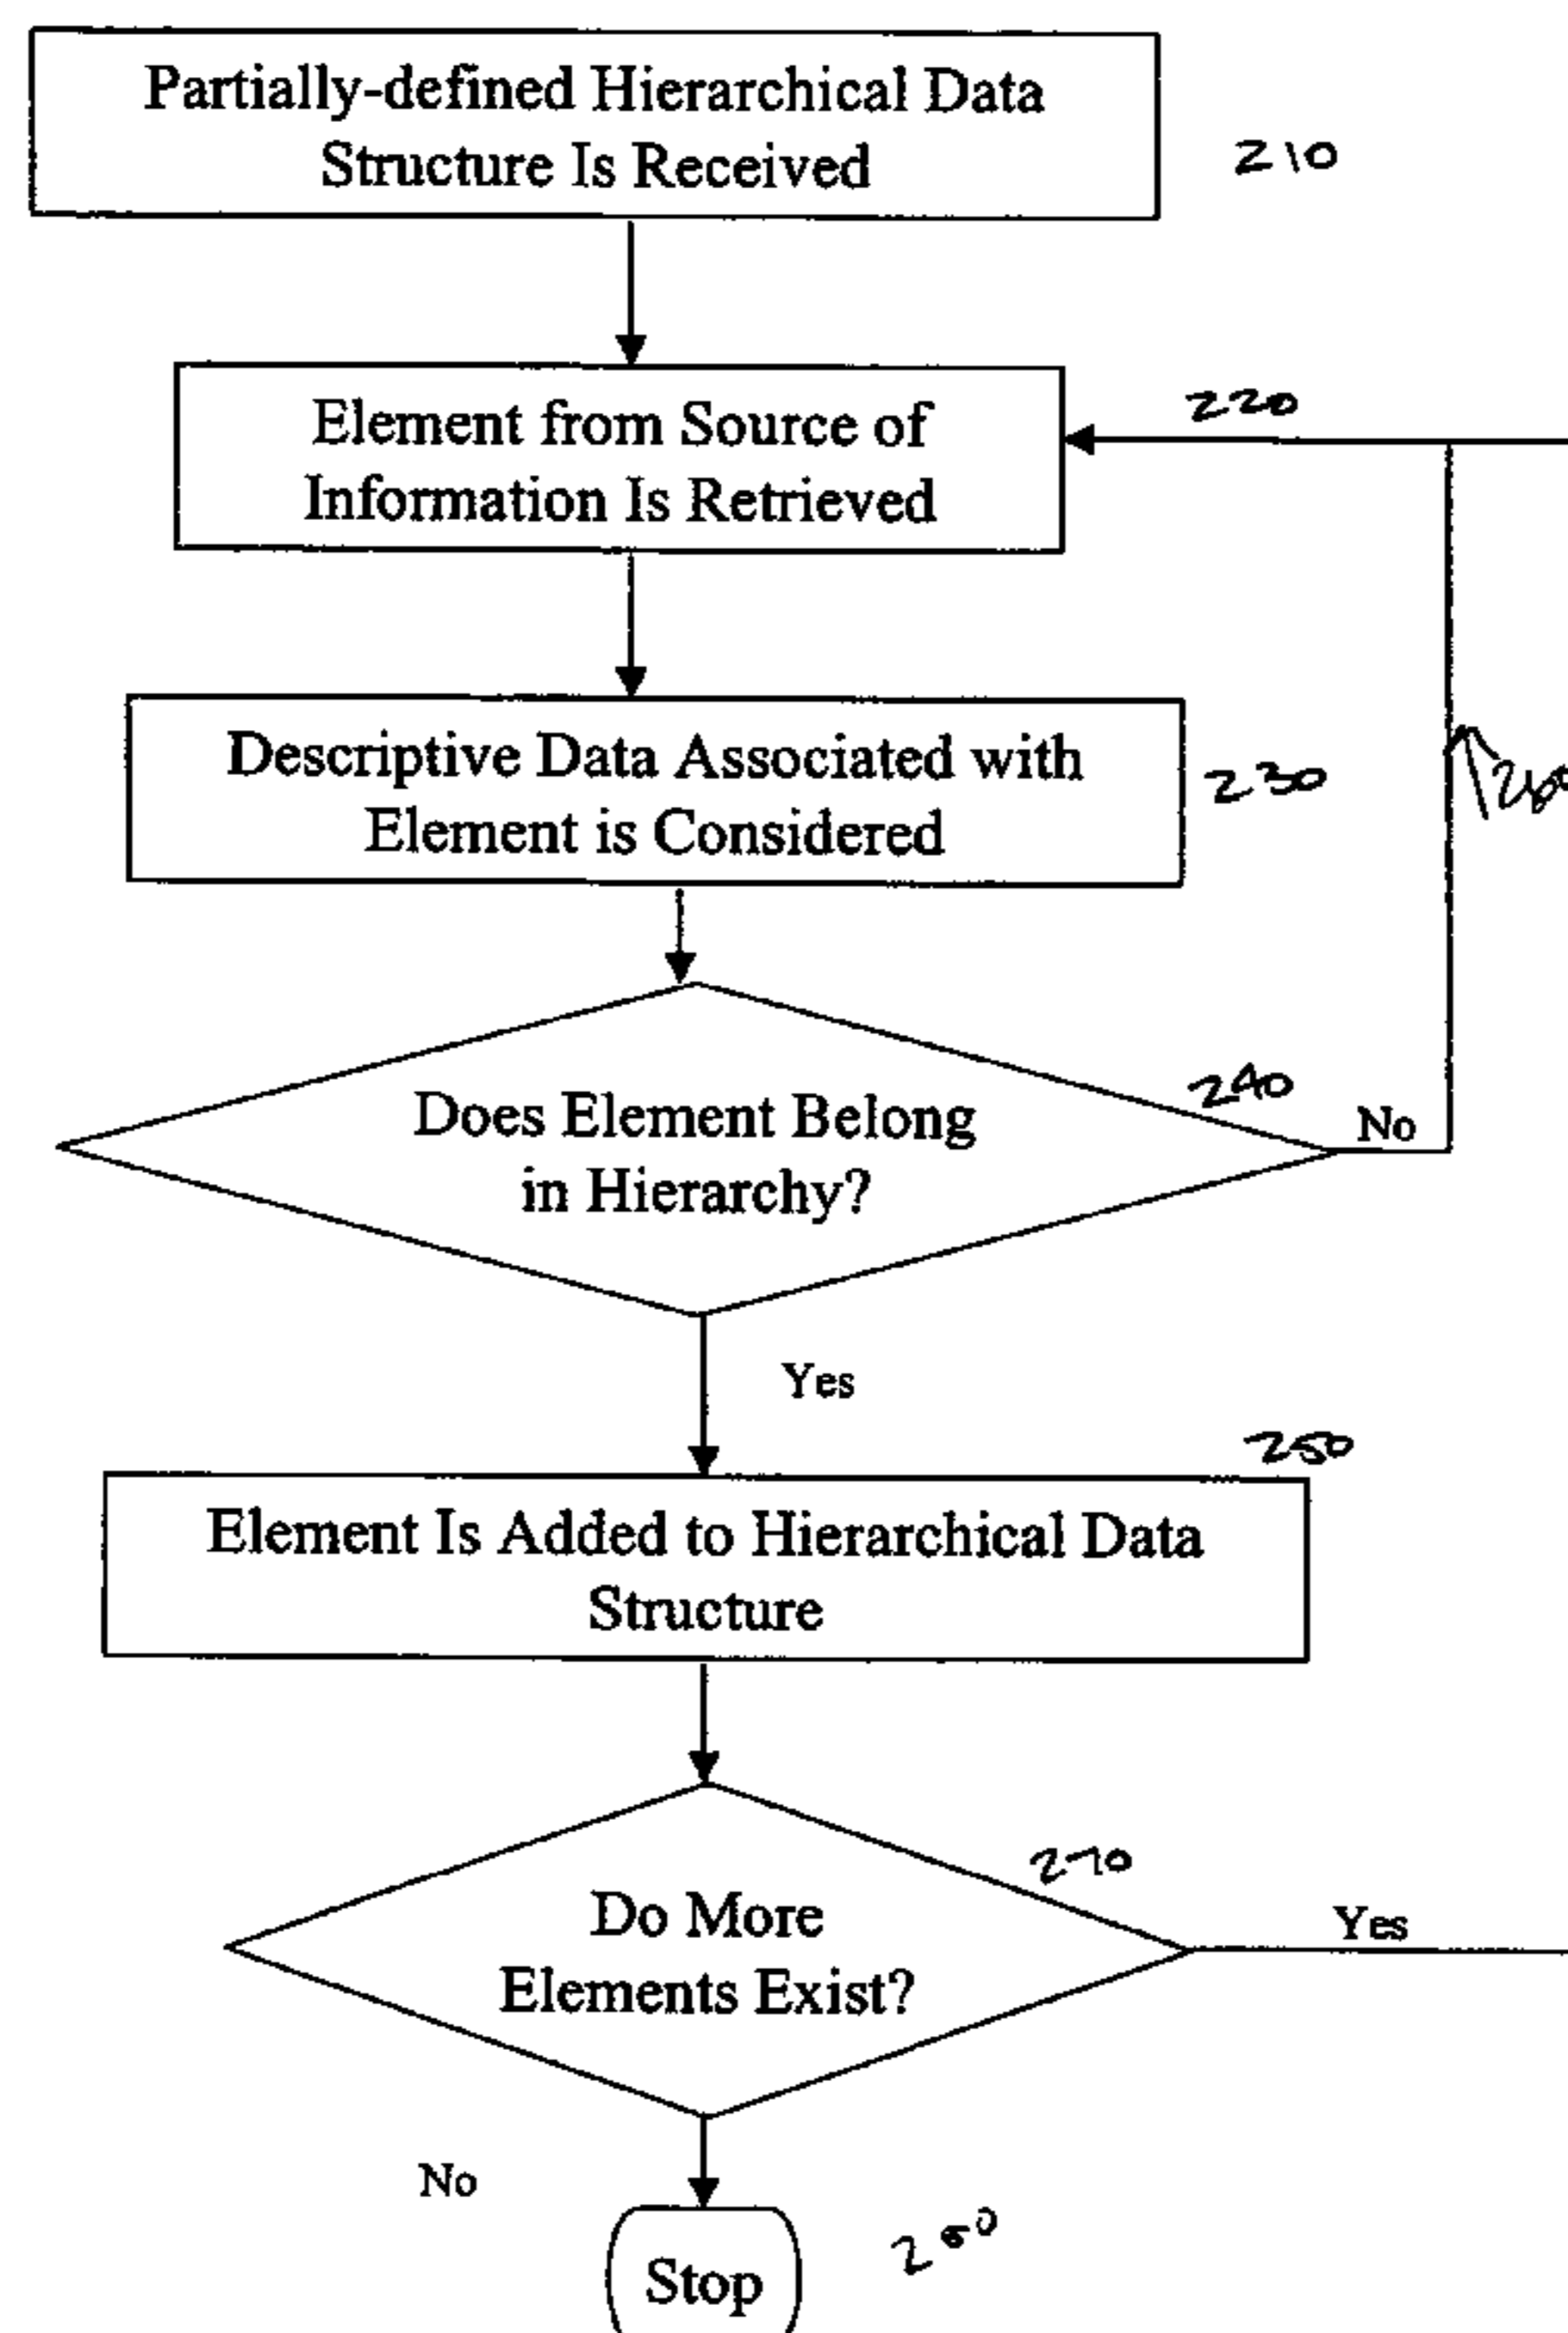 Partially-defined Hierarchical Data
Structure Is Received
210
Element from Source of
Information Is Retrieved
220
Descriptive Data Associated with
Element is Considered
230
260
Does Element Belong
in Hierarchy?
240
No
Yes
250
Element Is Added to Hierarchical Data
Structure
Do More
Elements Exist?
270
Yes
No
Stop
280